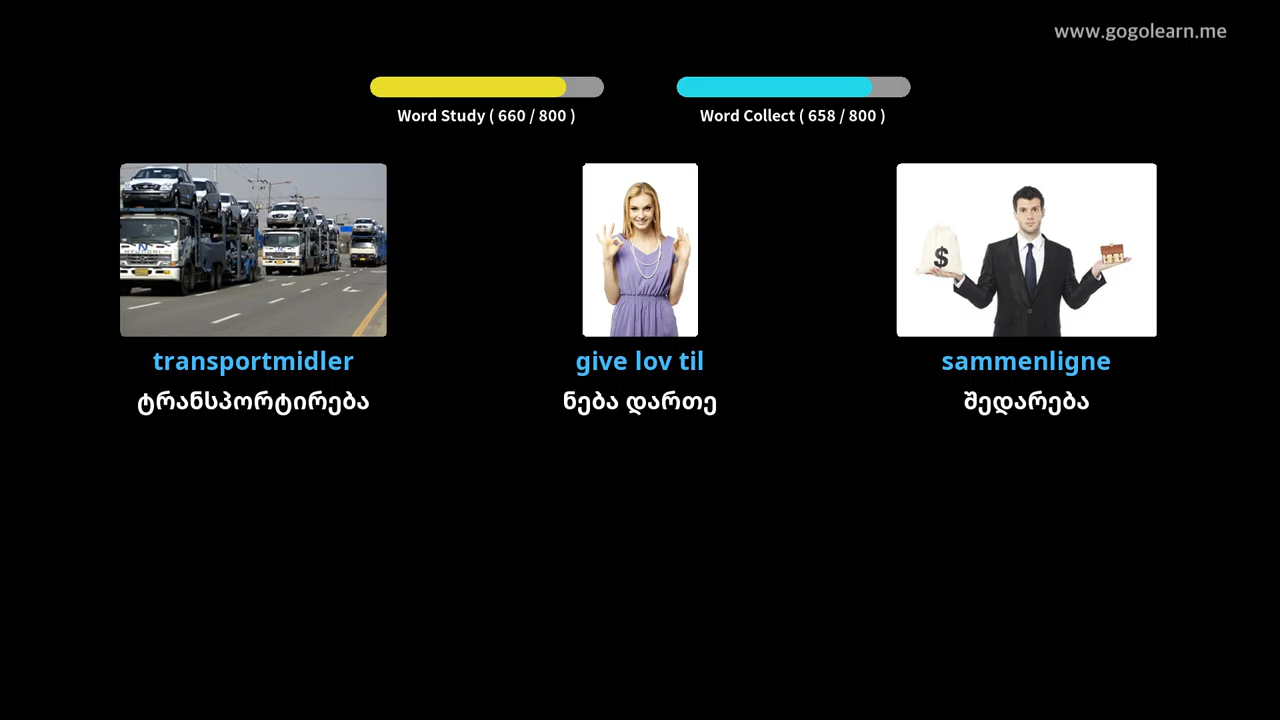 www.gogolearn.me
Word Study ( 660 / 800 )
Word Collect ( 658 / 800 )
$
transportmidler
give lov til
sammenligne
ტრანსპორტირება
ნება დართე
შედარება